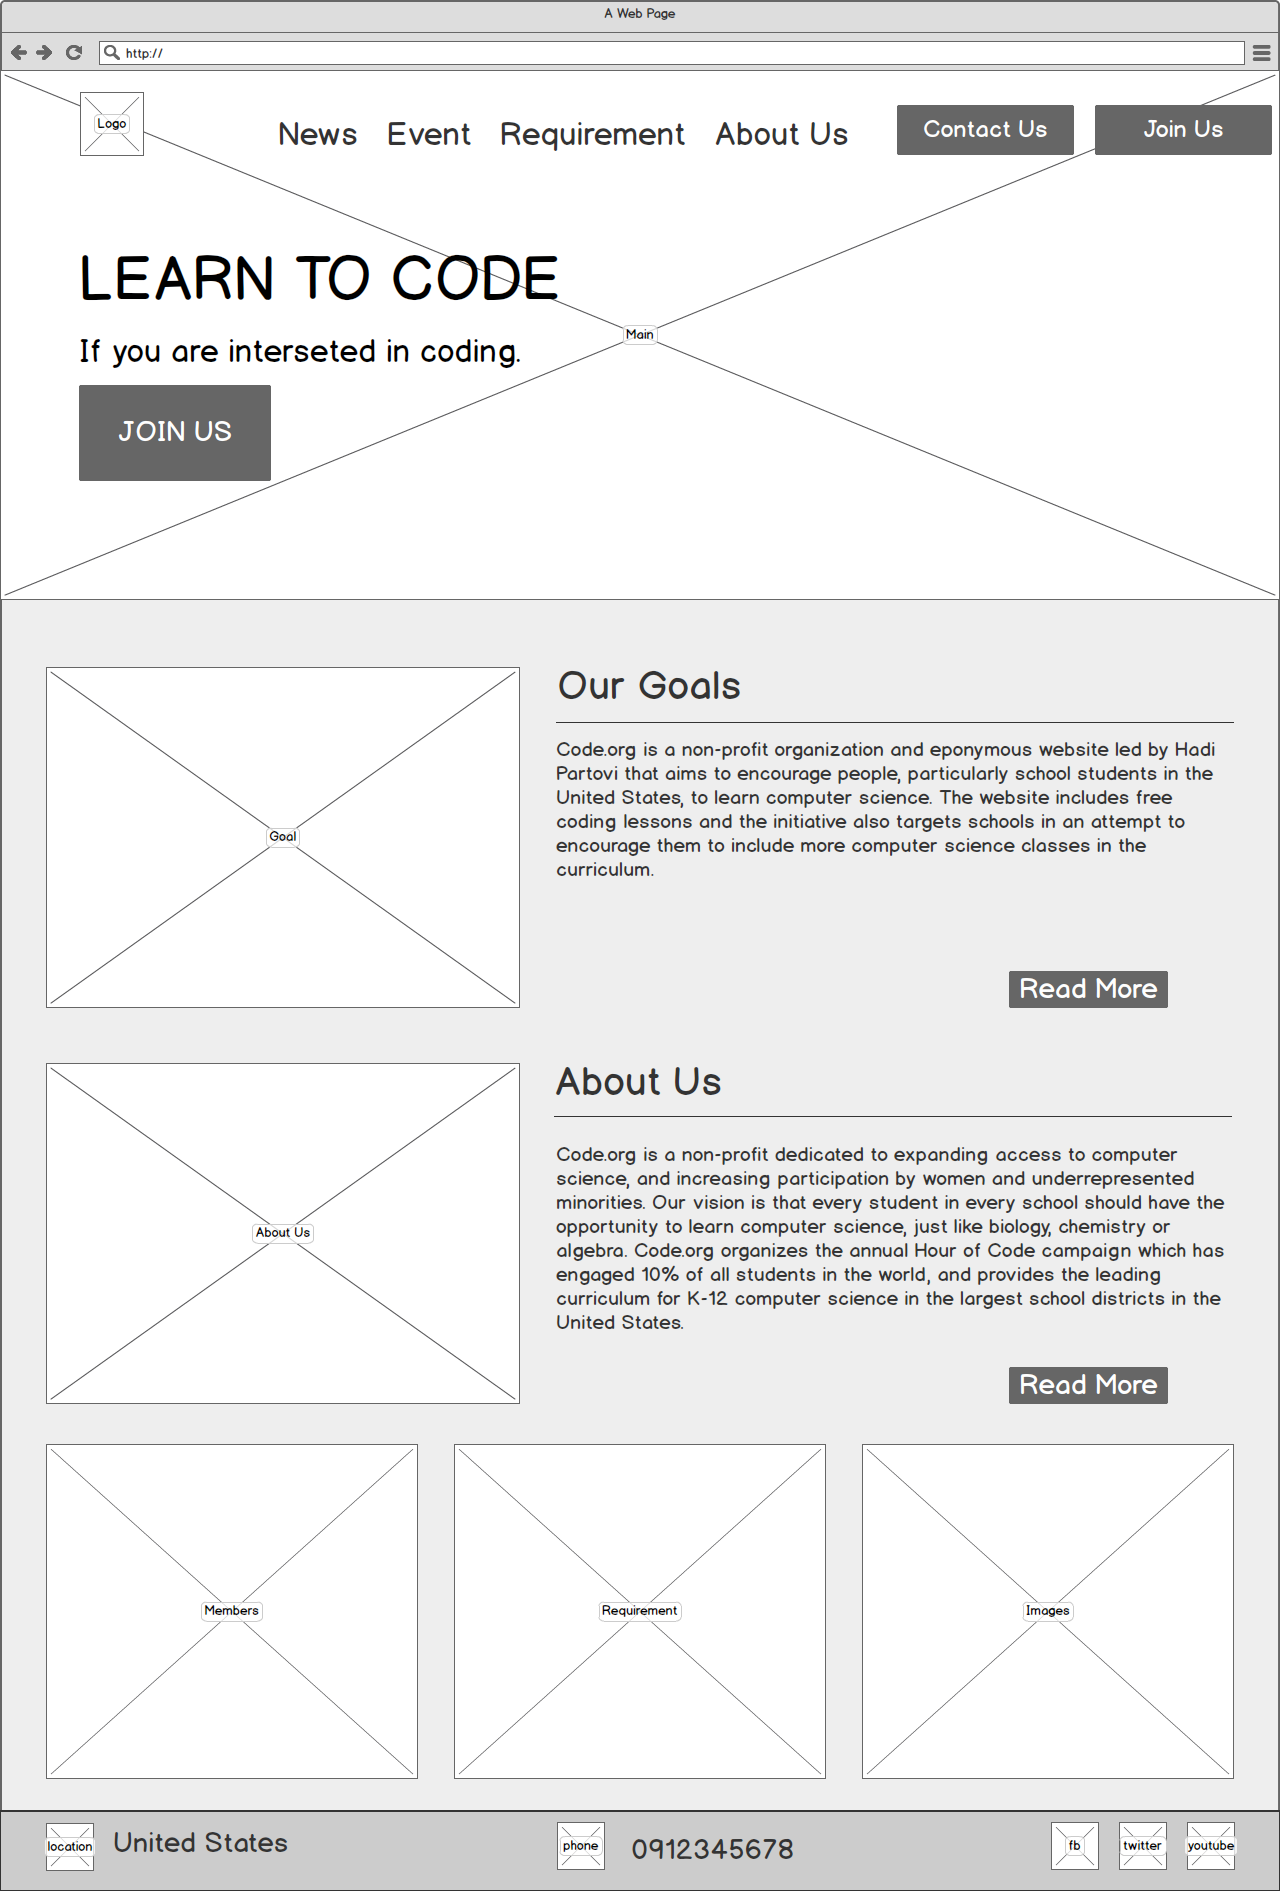 A Web Page
http://
Logo
News Event Requirement About Us
Contact Us
Join Us
LEARN TO CODE
Main
If you are interseted in coding.
JOIN US
Our Goals
Code.org is a non-profit organization and eponymous website led by Hadi
Partovi that aims to encourage people, particularly school students in the
United States, to learn computer science. The website includes free
coding lessons and the initiative also targets schools in an attempt to
encourage them to include more computer science classes in the
curriculum.
Goal
Read More
About Us
Code.org is a non-profit dedicated to expanding access to computer
science, and increasing participation by women and underrepresented
minorities. Our vision is that every student in every school should have the
opportunity to learn computer science, just like biology, chemistry or
algebra. Code.org organizes the annual Hour of Code campaign which has
engaged 10% of all students in the world, and provides the leading
curriculum for K-12 computer science in the largest school districts in the
United States.
About Us
Read More
Members
Requirement
Images
location
United States
phone
0912345678
fb
twitter
youtube